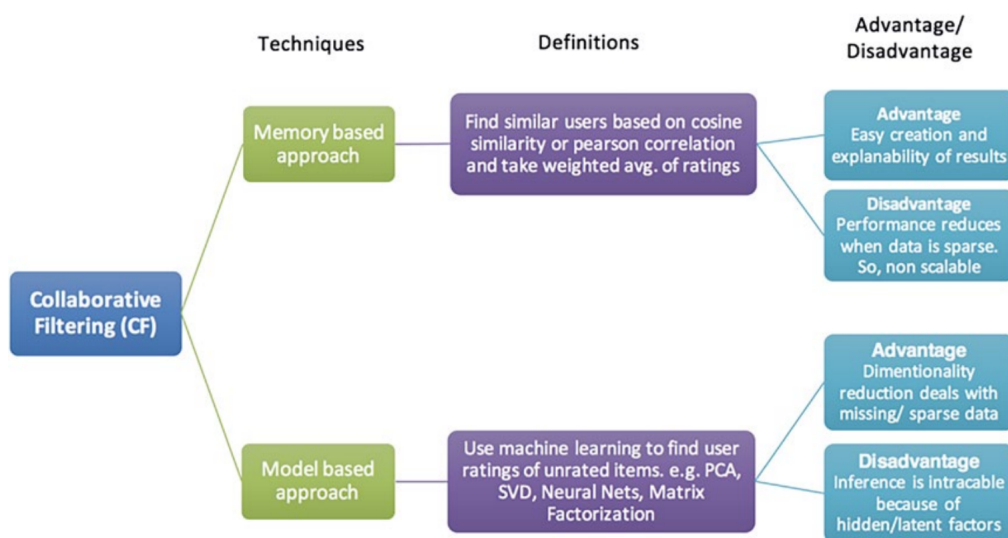 Techniques
Definitions
Advantage/
Disadvantage
Collaborative
Filtering (CF)
Memory based
approach
Find similar users based on cosine
similarity or pearson correlation
and take weighted avg. of ratings
Advantage
Easy creation and
explanability of results
Disadvantage
Performance reduces
when data is sparse.
So, non scalable
Model based
approach
Use machine learning to find user
ratings of unrated items. e.g. PCA,
SVD, Neural Nets, Matrix
Factorization
Advantage
Dimentionality
reduction deals with
missing/ sparse data
Disadvantage
Inference is intracable
because of
hidden/latent factors